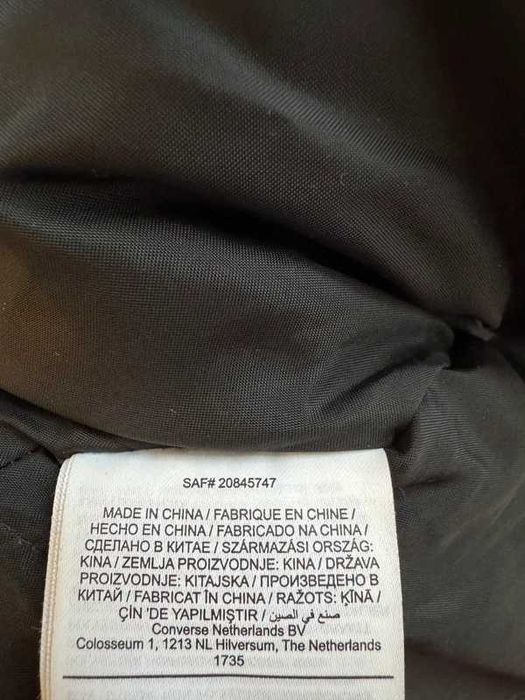 SAF# 20845747
MADE IN CHINA / FABRIQUE EN CHINE /
HECHO EN CHINA / FABRICADO NA CHINA /
СДЕЛАНО В КИТАЕ / SZÁRMAZÁSI ORSZÁG:
KINA / ZEMLJA PROIZVODNJE: KINA / DRŽAVA
PROIZVODNJE: KITAJSKA / ПРОИЗВЕДЕНО В
КИТАЙ / FABRICAT ÎN CHINA / RAŽOTS: ĶĪNĀ /
ÇİN 'DE YAPILMIŞTIR / صنع في الصين
Converse Netherlands BV
Colosseum 1, 1213 NL Hilversum, The Netherlands
1735